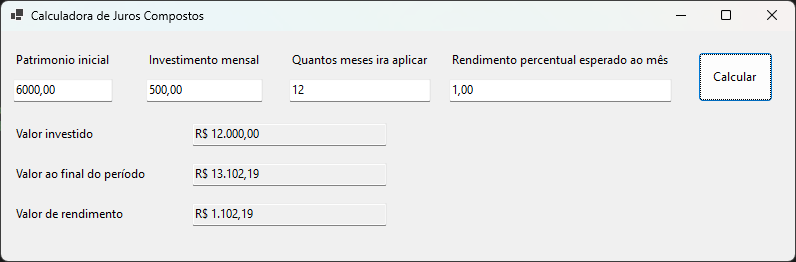 Calculadora de Juros Compostos
Patrimonio inicial Investimento mensal Quantos meses ira aplicar Rendimento percentual esperado ao mês
6000,00 500,00 12 1,00 Calcular
Valor investido R$ 12.000,00
Valor ao final do período R$ 13.102,19
Valor de rendimento R$ 1.102,19